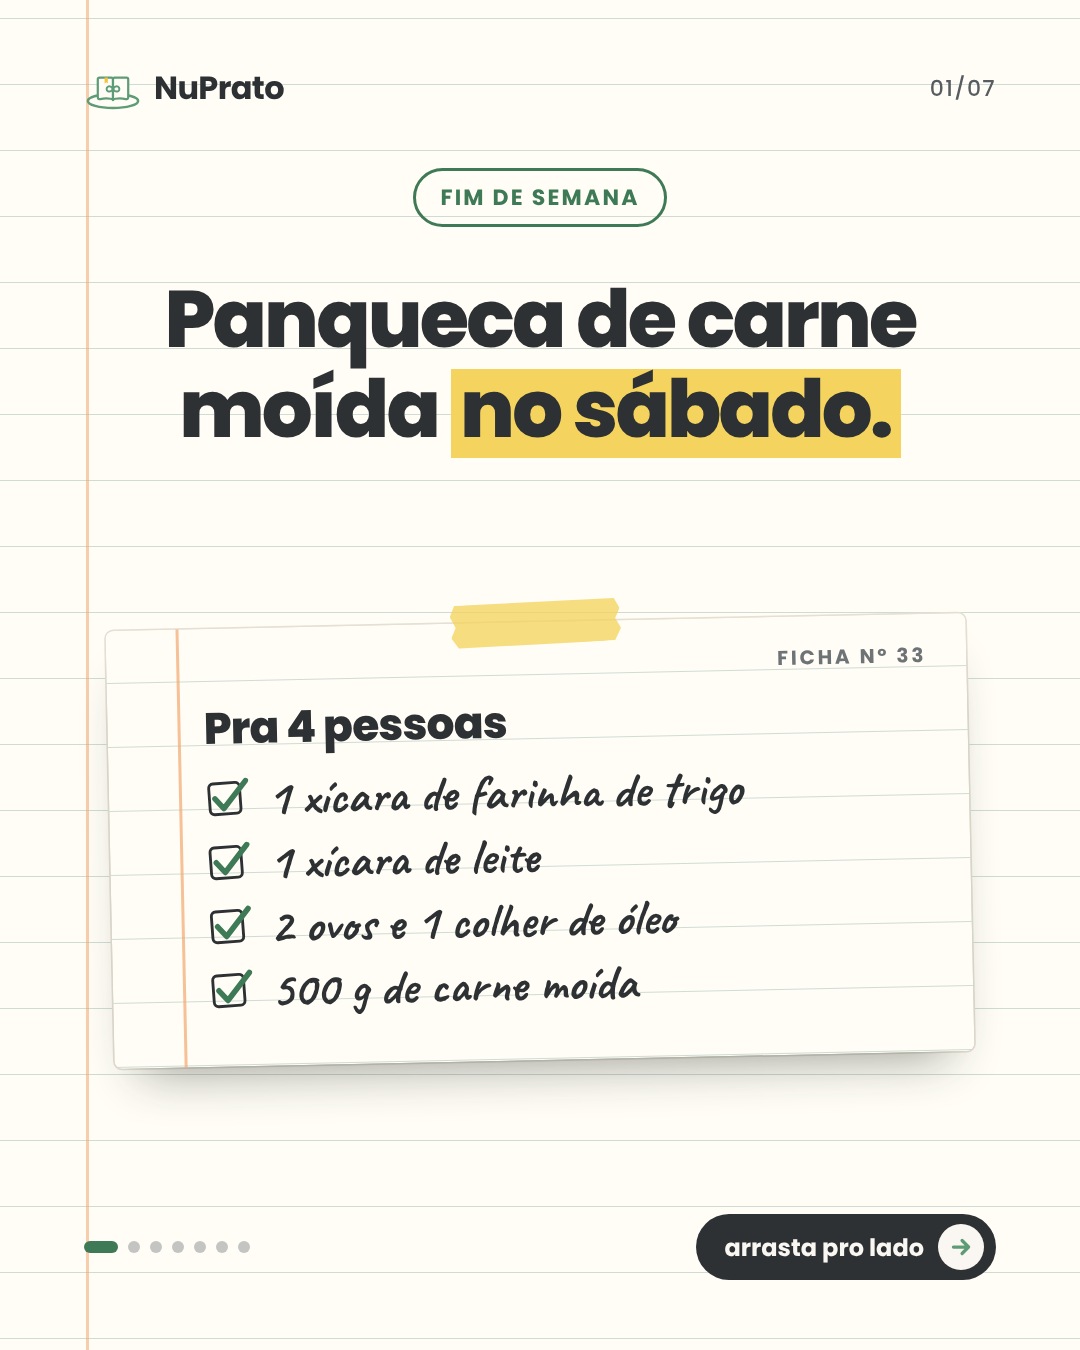 NuPrato
01/07
FIM DE SEMANA
Panqueca de carne
moída no sábado.
FICHA Nº 33
Pra 4 pessoas
1 xícara de farinha de trigo
1 xícara de leite
2 ovos e 1 colher de óleo
500 g de carne moída
arrasta pro lado